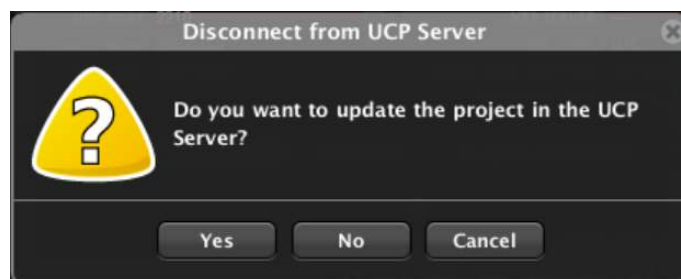 Disconnect from UCP Server
Do you want to update the project in the UCP
Server?
Yes No Cancel